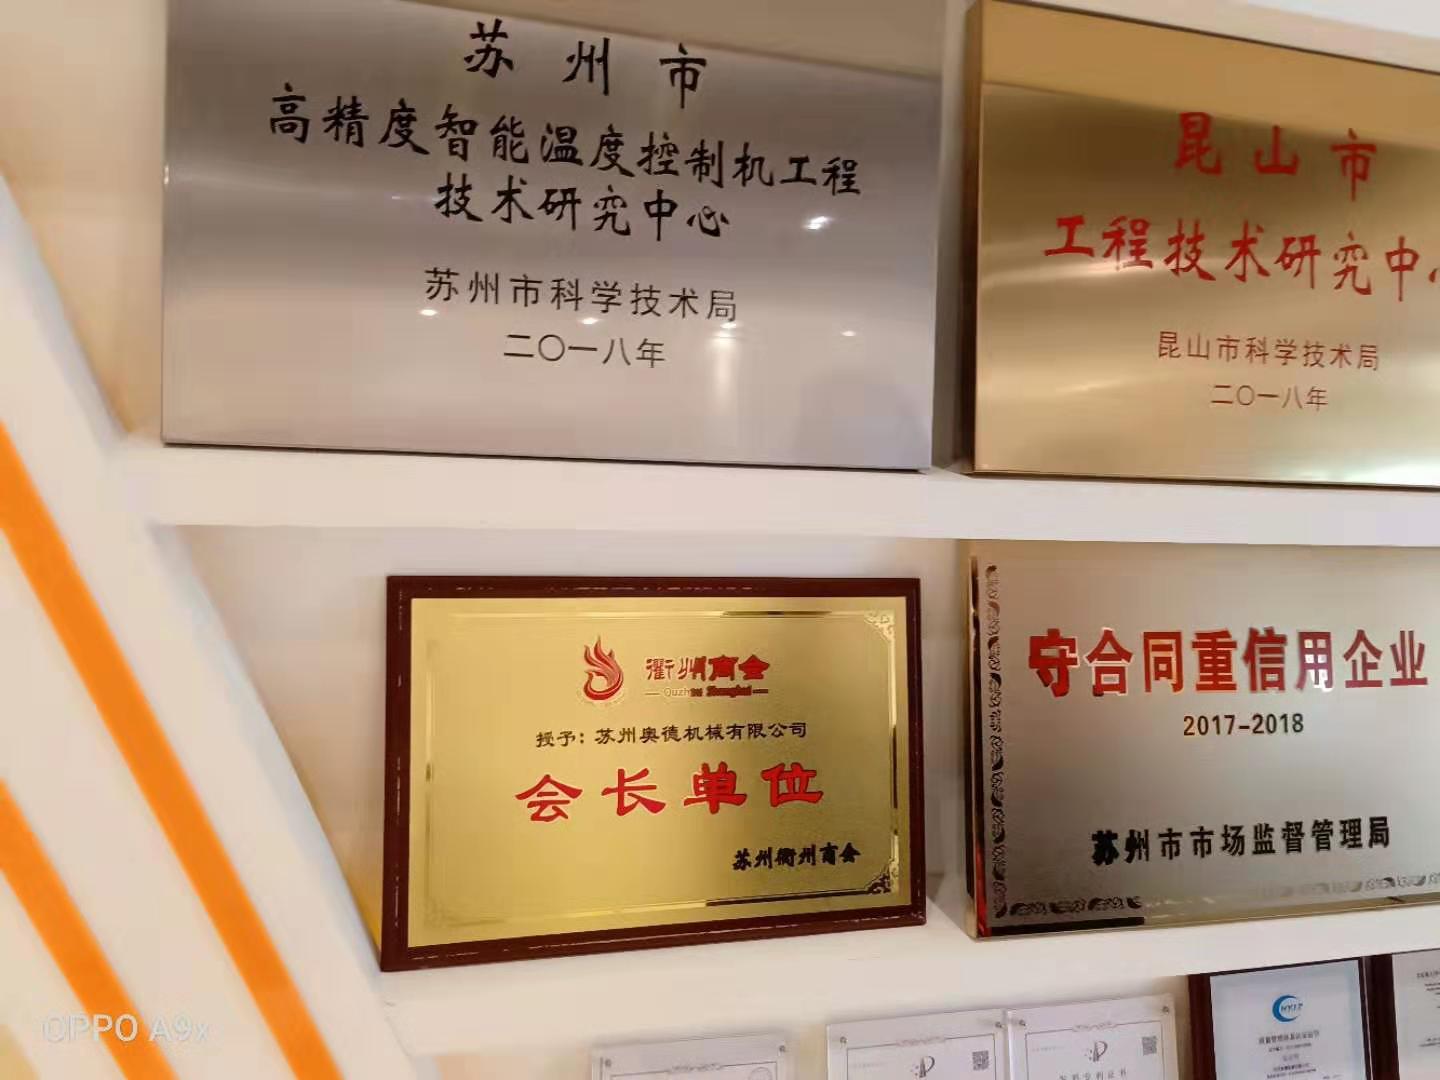 苏州市
高精度智能温度控制机工程
技术研究中心
苏州市科学技术局
二〇一八年
昆山市
工程技术研究中心
昆山市科学技术局
二〇一八年
衢州商会
Quzhou Shanghui
授予：苏州奥德机械有限公司
会长单位
苏州衢州商会
守合同重信用企业
2017-2018
苏州市市场监督管理局
OPPO A9x